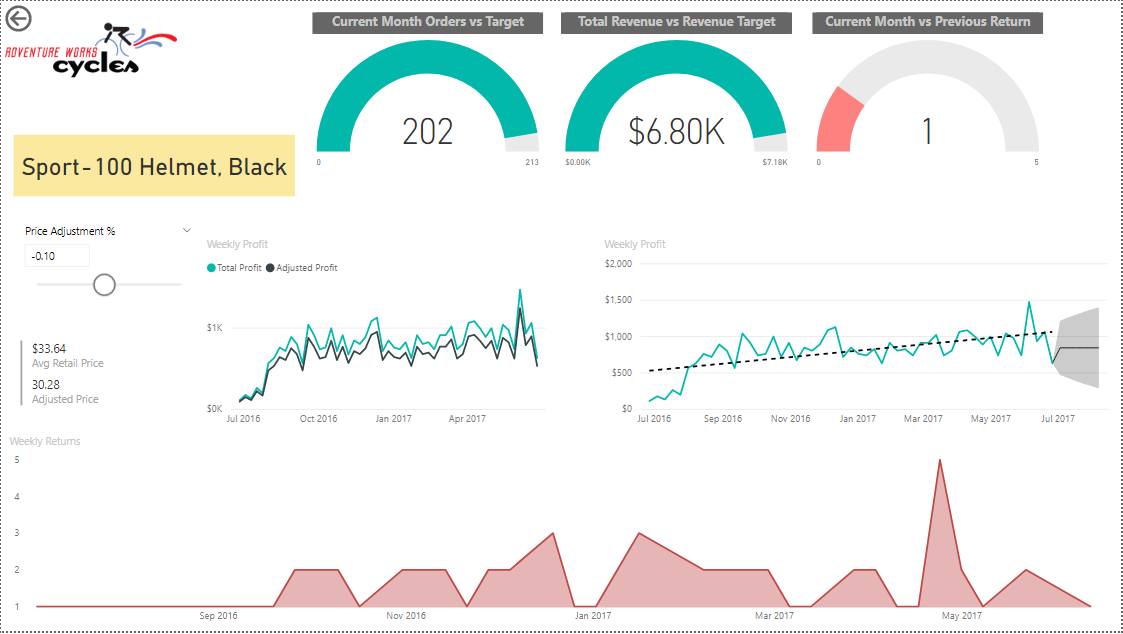 ADVENTURE WORKS
cycles
Current Month Orders vs Target
202
0
213
Total Revenue vs Revenue Target
$6.80K
$0.00K
$7.18K
Current Month vs Previous Return
1
0
5
Sport-100 Helmet, Black
Price Adjustment %
-0.10
$33.64
Avg Retail Price
30.28
Adjusted Price
Weekly Profit
Total Profit Adjusted Profit
$1K
$0K
Jul 2016 Oct 2016 Jan 2017 Apr 2017
Weekly Profit
$2,000
$1,500
$1,000
$500
$0
Jul 2016 Sep 2016 Nov 2016 Jan 2017 Mar 2017 May 2017 Jul 2017
Weekly Returns
5
4
3
2
1
Sep 2016 Nov 2016 Jan 2017 Mar 2017 May 2017